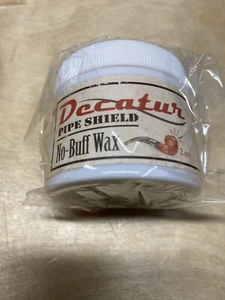 Decatur
PIPE SHIELD
No-Buff Wax